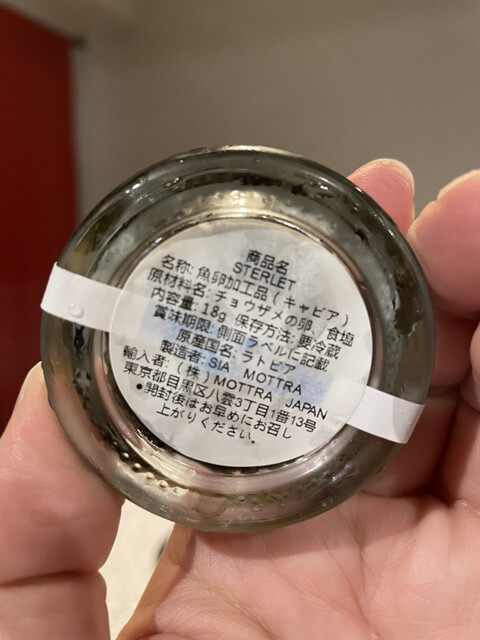 商品名
STERLET
名称: 魚卵加工品 (キャビア)
原材料名: チョウザメの卵、食塩
内容量: 18g 保存方法: 要冷蔵
賞味期限: 側面ラベルに記載
原産国名: ラトビア
製造者: SIA MOTTRA
輸入者: (株) MOTTRA JAPAN
東京都目黒区八雲3丁目1番13号
●開封後はお早めにお召し
上がりください。